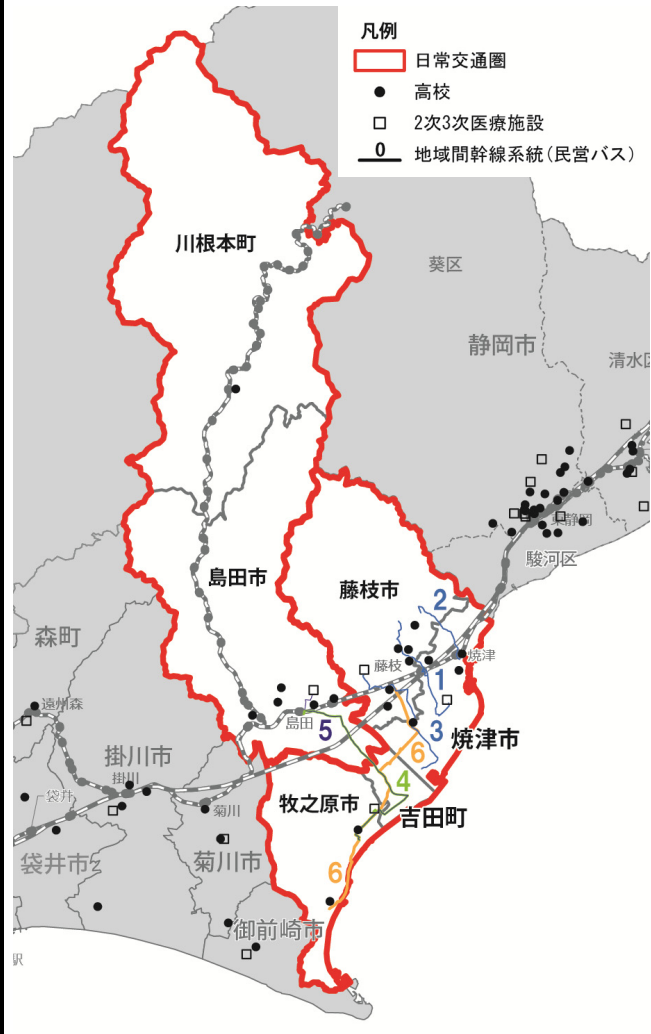 凡例
日常交通圏
高校
2次3次医療施設
0 地域間幹線系統(民営バス)
川根本町
葵区
静岡市
清水区
東静岡
駿河区
島田市
藤枝市
2
森町
焼津
藤枝
1
遠州森
島田
5
3
焼津市
6
掛川市
掛川
牧之原市
4
吉田町
袋井
菊川
袋井市
菊川市
6
御前崎市
駅